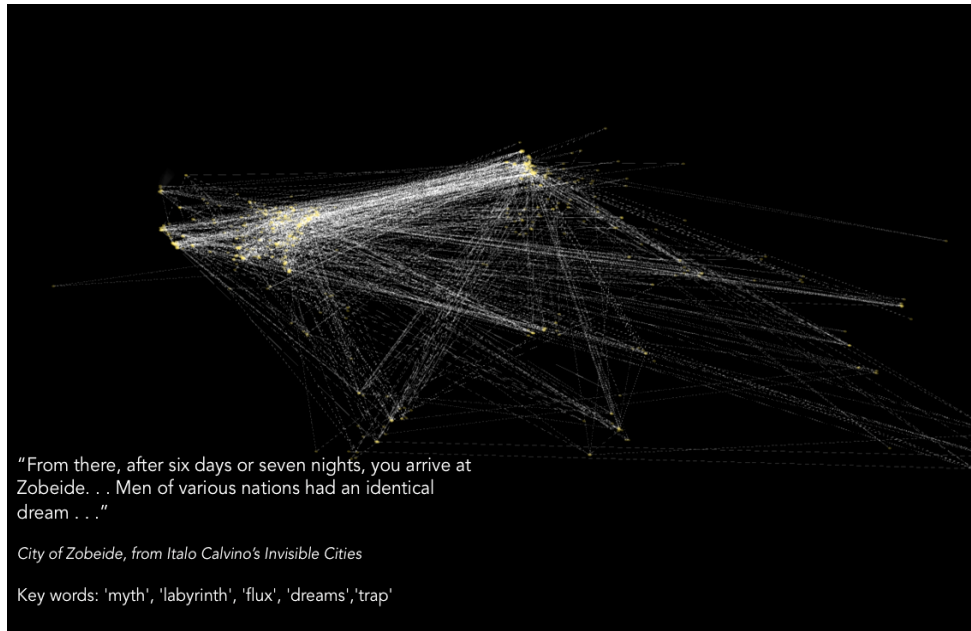 “From there, after six days or seven nights, you arrive at
Zobeide. . . Men of various nations had an identical
dream . . .”
City of Zobeide, from Italo Calvino’s Invisible Cities
Key words: 'myth', 'labyrinth', 'flux', 'dreams','trap'